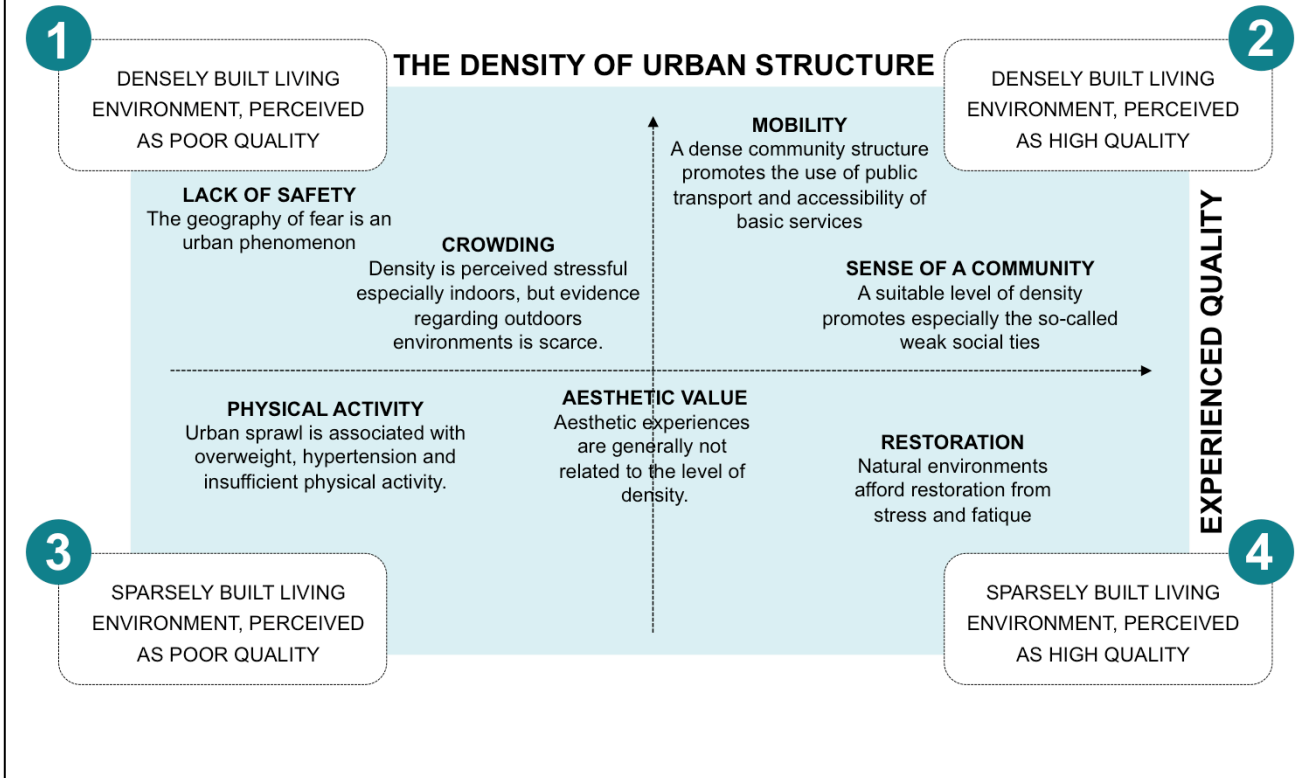 1
DENSELY BUILT LIVING
ENVIRONMENT, PERCEIVED
AS POOR QUALITY
THE DENSITY OF URBAN STRUCTURE
2
DENSELY BUILT LIVING
ENVIRONMENT, PERCEIVED
AS HIGH QUALITY
LACK OF SAFETY
The geography of fear is an
urban phenomenon
CROWDING
Density is perceived stressful
especially indoors, but evidence
regarding outdoors
environments is scarce.
MOBILITY
A dense community structure
promotes the use of public
transport and accessibility of
basic services
SENSE OF A COMMUNITY
A suitable level of density
promotes especially the so-called
weak social ties
EXPERIENCED QUALITY
PHYSICAL ACTIVITY
Urban sprawl is associated with
overweight, hypertension and
insufficient physical activity.
AESTHETIC VALUE
Aesthetic experiences
are generally not
related to the level of
density.
RESTORATION
Natural environments
afford restoration from
stress and fatique
3
SPARSELY BUILT LIVING
ENVIRONMENT, PERCEIVED
AS POOR QUALITY
4
SPARSELY BUILT LIVING
ENVIRONMENT, PERCEIVED
AS HIGH QUALITY